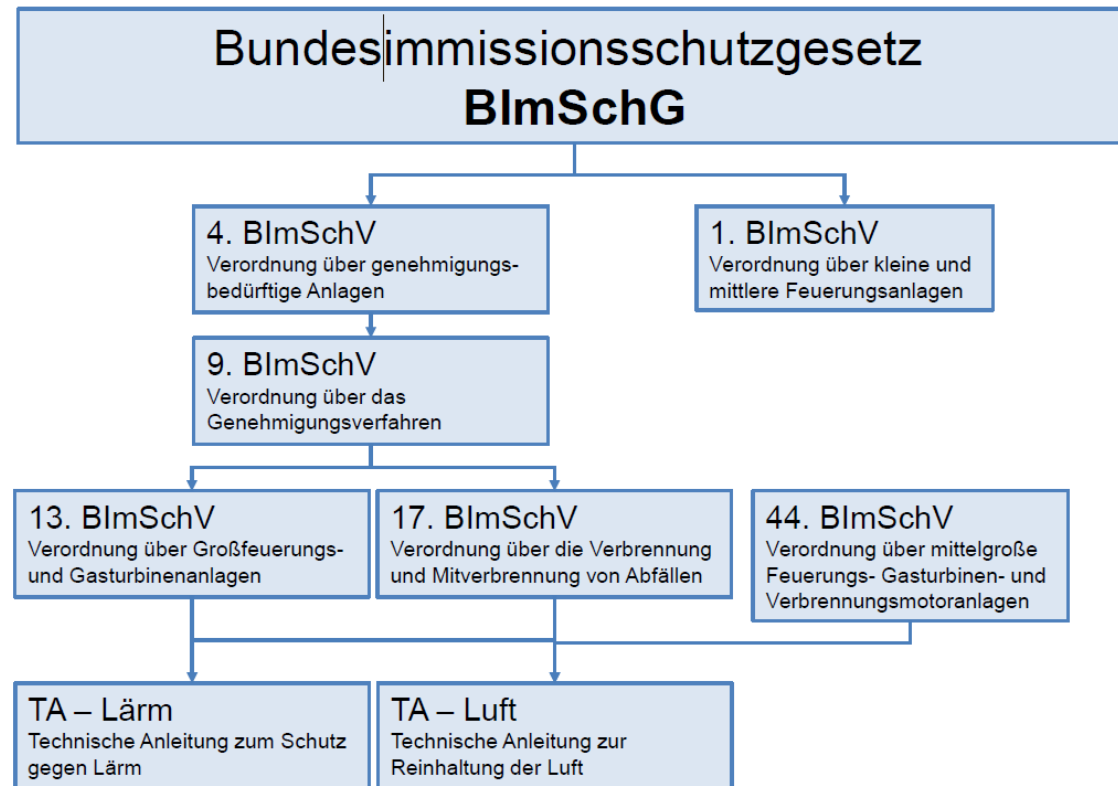 Bundesimmissionsschutzgesetz
BImSchG
4. BImSchV
Verordnung über genehmigungs-
bedürftige Anlagen
1. BImSchV
Verordnung über kleine und
mittlere Feuerungsanlagen
9. BImSchV
Verordnung über das
Genehmigungsverfahren
13. BImSchV
Verordnung über Großfeuerungs-
und Gasturbinenanlagen
17. BImSchV
Verordnung über die Verbrennung
und Mitverbrennung von Abfällen
44. BImSchV
Verordnung über mittelgroße
Feuerungs- Gasturbinen- und
Verbrennungsmotoranlagen
TA – Lärm
Technische Anleitung zum Schutz
gegen Lärm
TA – Luft
Technische Anleitung zur
Reinhaltung der Luft